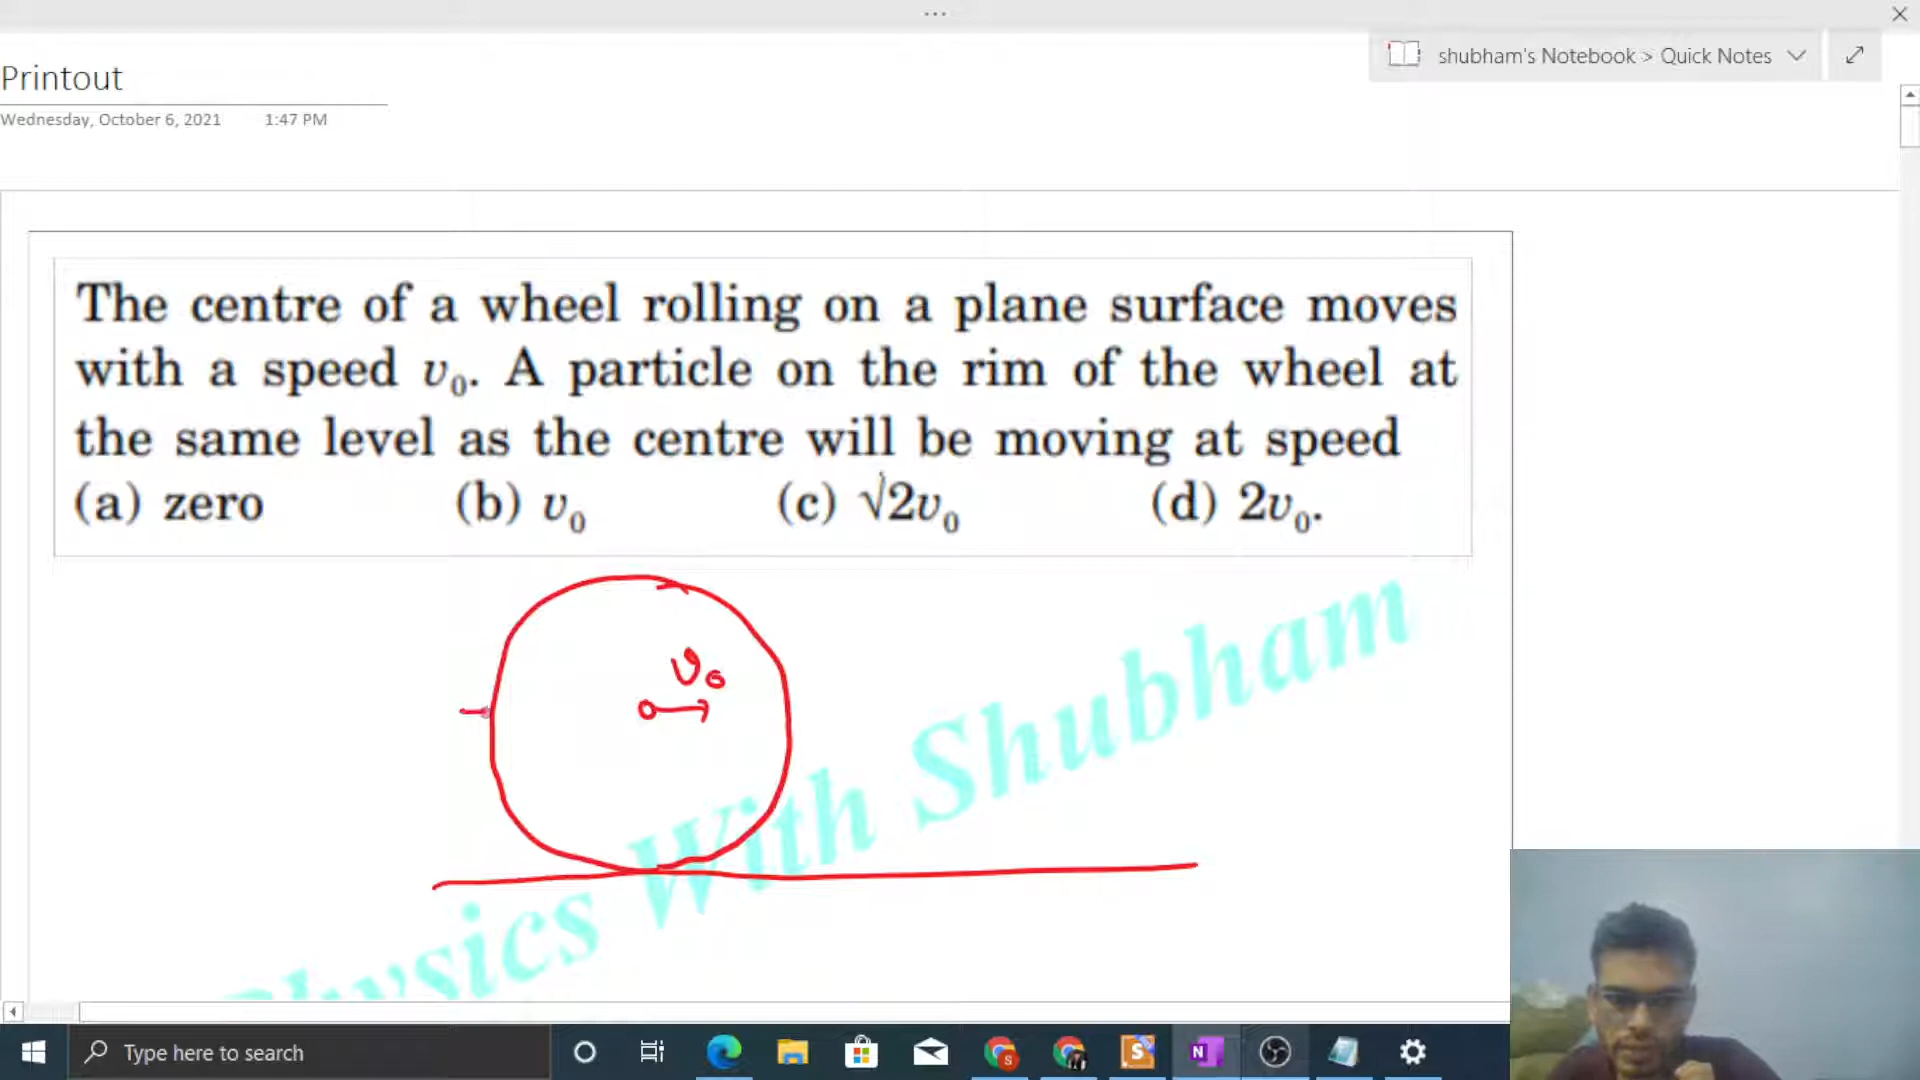 ...
shubham's Notebook > Quick Notes
Printout
Wednesday, October 6, 2021 1:47 PM
The centre of a wheel rolling on a plane surface moves
with a speed v₀. A particle on the rim of the wheel at
the same level as the centre will be moving at speed
(a) zero (b) v₀ (c) √2v₀ (d) 2v₀.
v₀
Physics With Shubham
Type here to search